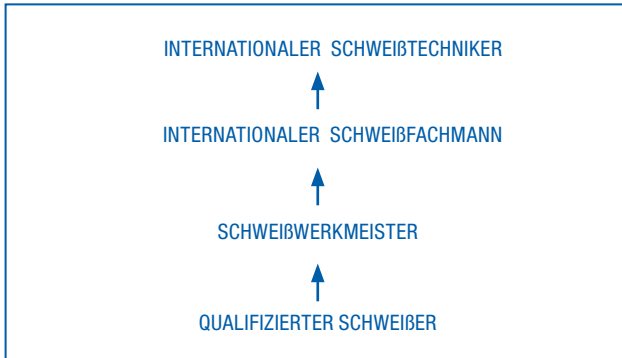 INTERNATIONALER SCHWEIßTECHNIKER
INTERNATIONALER SCHWEIßFACHMANN
SCHWEIßWERKMEISTER
QUALIFIZIERTER SCHWEIßER